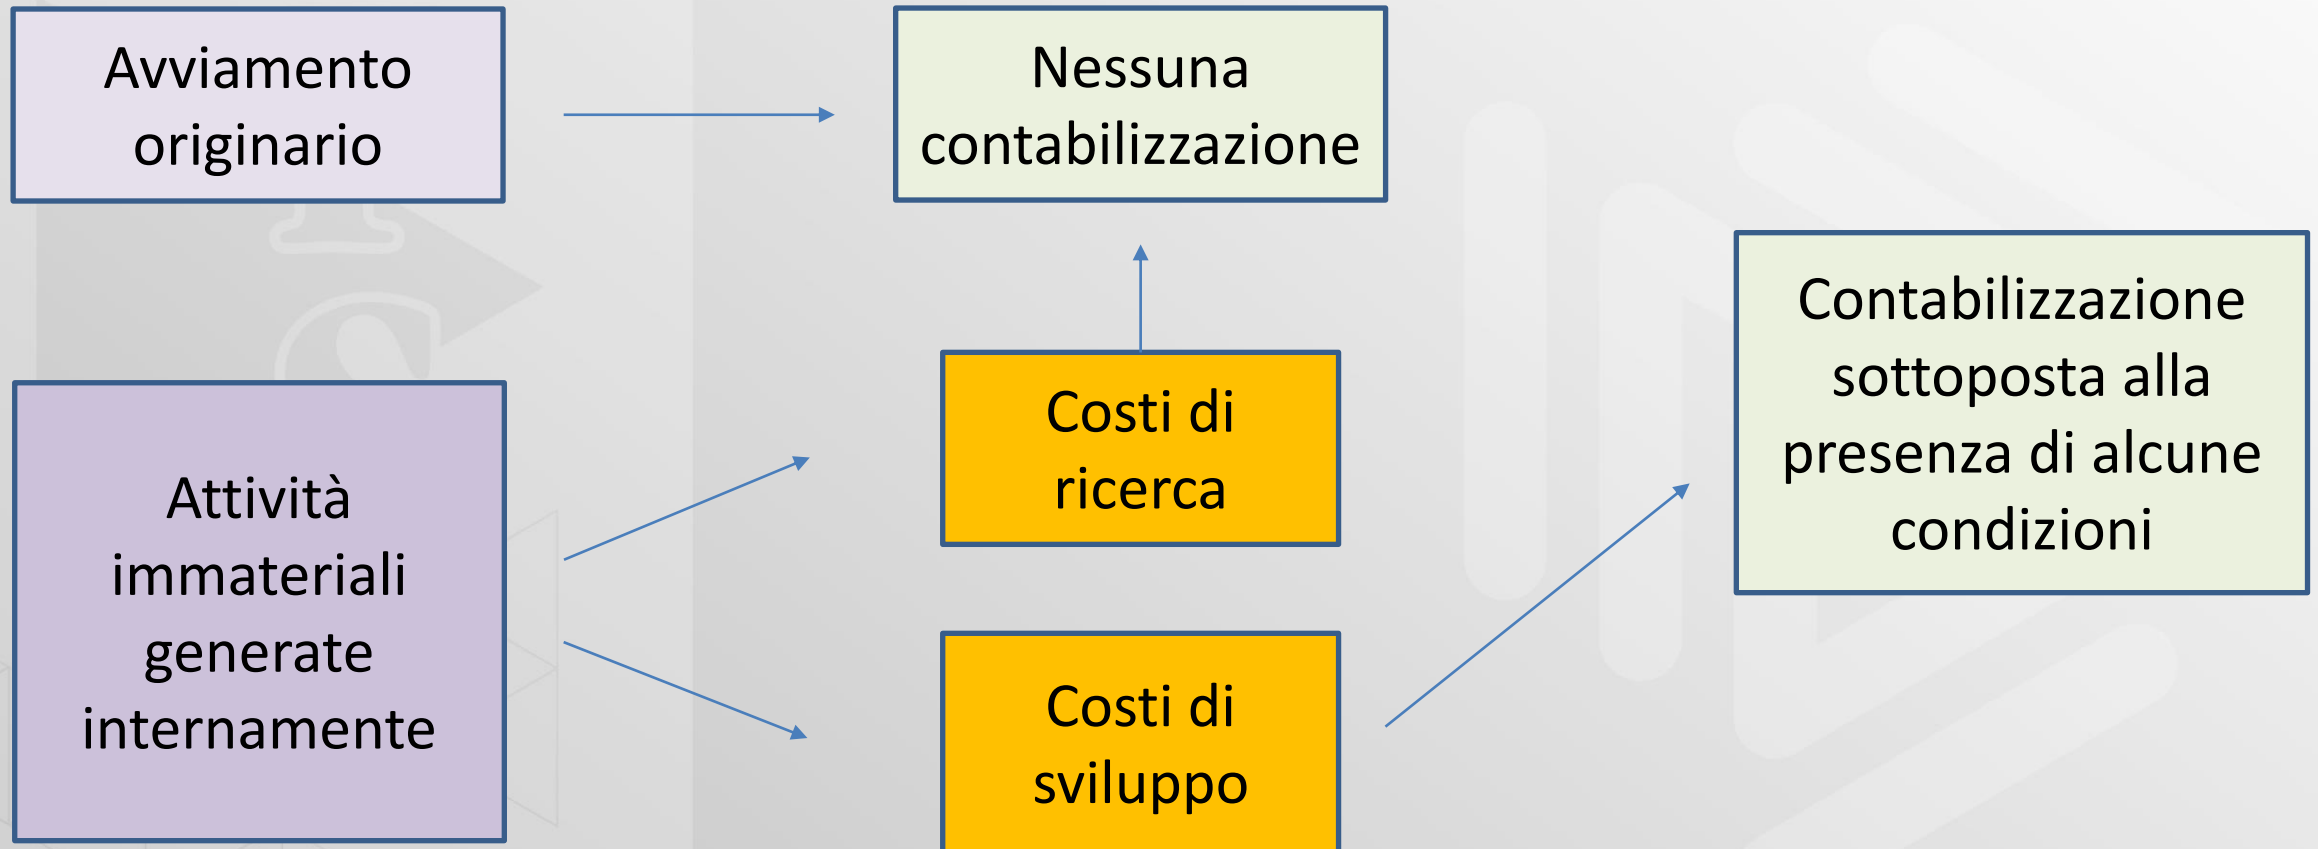 Avviamento
originario
Nessuna
contabilizzazione
Attività
immateriali
generate
internamente
Costi di
ricerca
Costi di
sviluppo
Contabilizzazione
sottoposta alla
presenza di alcune
condizioni